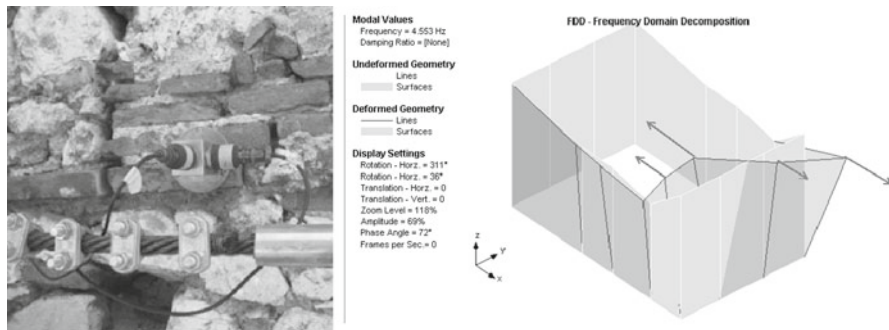 Modal Values
Frequency = 4.553 Hz
Damping Ratio = [None]
Undeformed Geometry
Lines
Surfaces
Deformed Geometry
Lines
Surfaces
Display Settings
Rotation - Horz. = 311°
Rotation - Horz. = 36°
Translation - Horz. = 0
Translation - Vert. = 0
Zoom Level = 118%
Amplitude = 69%
Phase Angle = 72°
Frames per Sec.= 0
FDD - Frequency Domain Decomposition
Z
Y
X